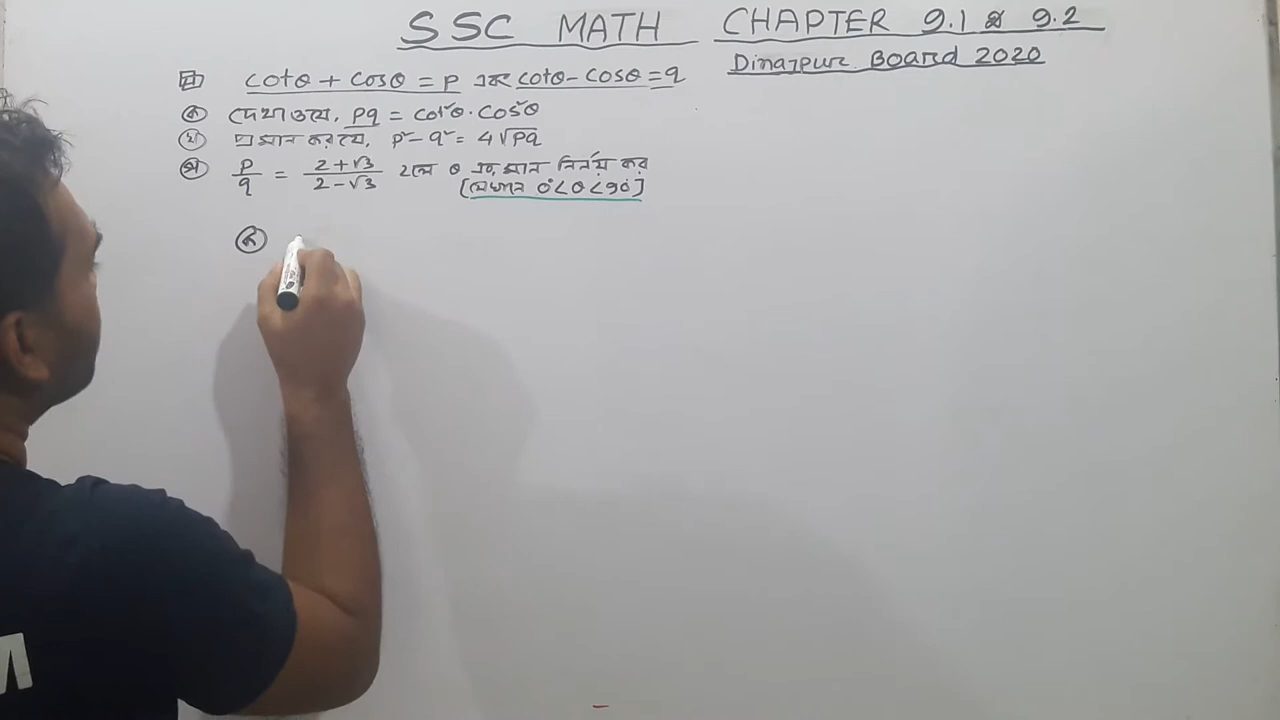 SSC MATH CHAPTER 9.1 ও 9.2
Dinajpur Board 2020
cotθ + cosθ = p এবং cotθ - cosθ = q
ক দেখাও যে, pq = cot²θ.cos²θ
খ প্রমান কর যে, p² - q² = 4√pq
গ p/q = (2+√3)/(2-√3) হলে θ এর মান নির্নয় কর
[যেখানে 0°<θ<90°]
ক
M